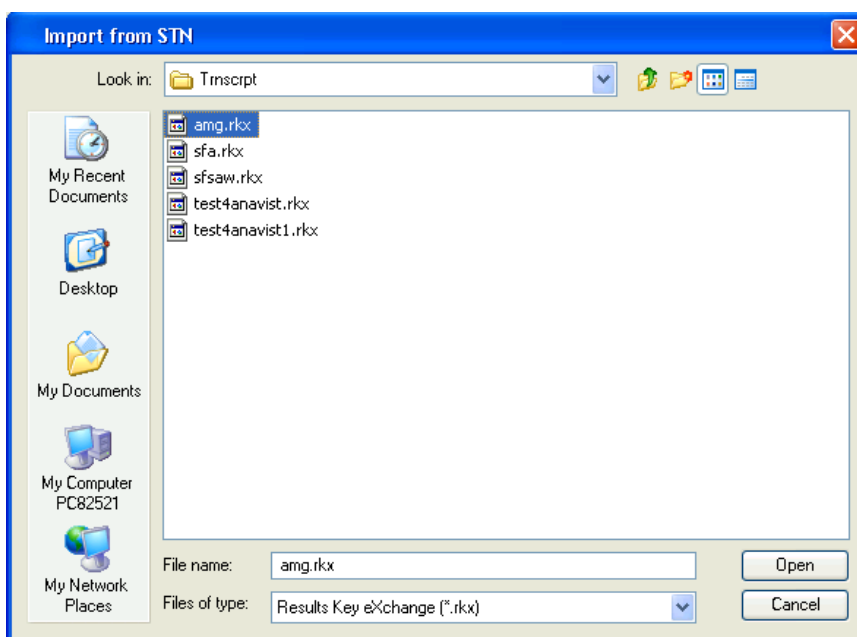 Import from STN
Look in: Trnscrpt
amg.rkx
sfa.rkx
sfsaw.rkx
test4anavist.rkx
test4anavist1.rkx
My Recent
Documents
Desktop
My Documents
My Computer
PC82521
My Network
Places
File name: amg.rkx
Open
Files of type: Results Key eXchange (*.rkx)
Cancel